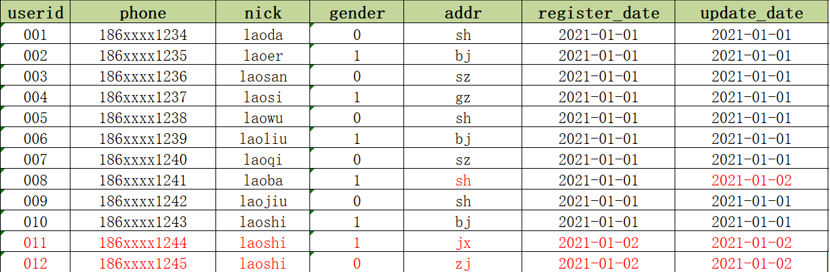 userid phone nick gender addr register_date update_date
001 186xxxx1234 laoda 0 sh 2021-01-01 2021-01-01
002 186xxxx1235 laoer 1 bj 2021-01-01 2021-01-01
003 186xxxx1236 laosan 0 sz 2021-01-01 2021-01-01
004 186xxxx1237 laosi 1 gz 2021-01-01 2021-01-01
005 186xxxx1238 laowu 0 sh 2021-01-01 2021-01-01
006 186xxxx1239 laoliu 1 bj 2021-01-01 2021-01-01
007 186xxxx1240 laoqi 0 sz 2021-01-01 2021-01-01
008 186xxxx1241 laoba 1 sh 2021-01-01 2021-01-02
009 186xxxx1242 laojiu 0 sh 2021-01-01 2021-01-01
010 186xxxx1243 laoshi 1 bj 2021-01-01 2021-01-01
011 186xxxx1244 laoshi 1 jx 2021-01-02 2021-01-02
012 186xxxx1245 laoshi 0 zj 2021-01-02 2021-01-02